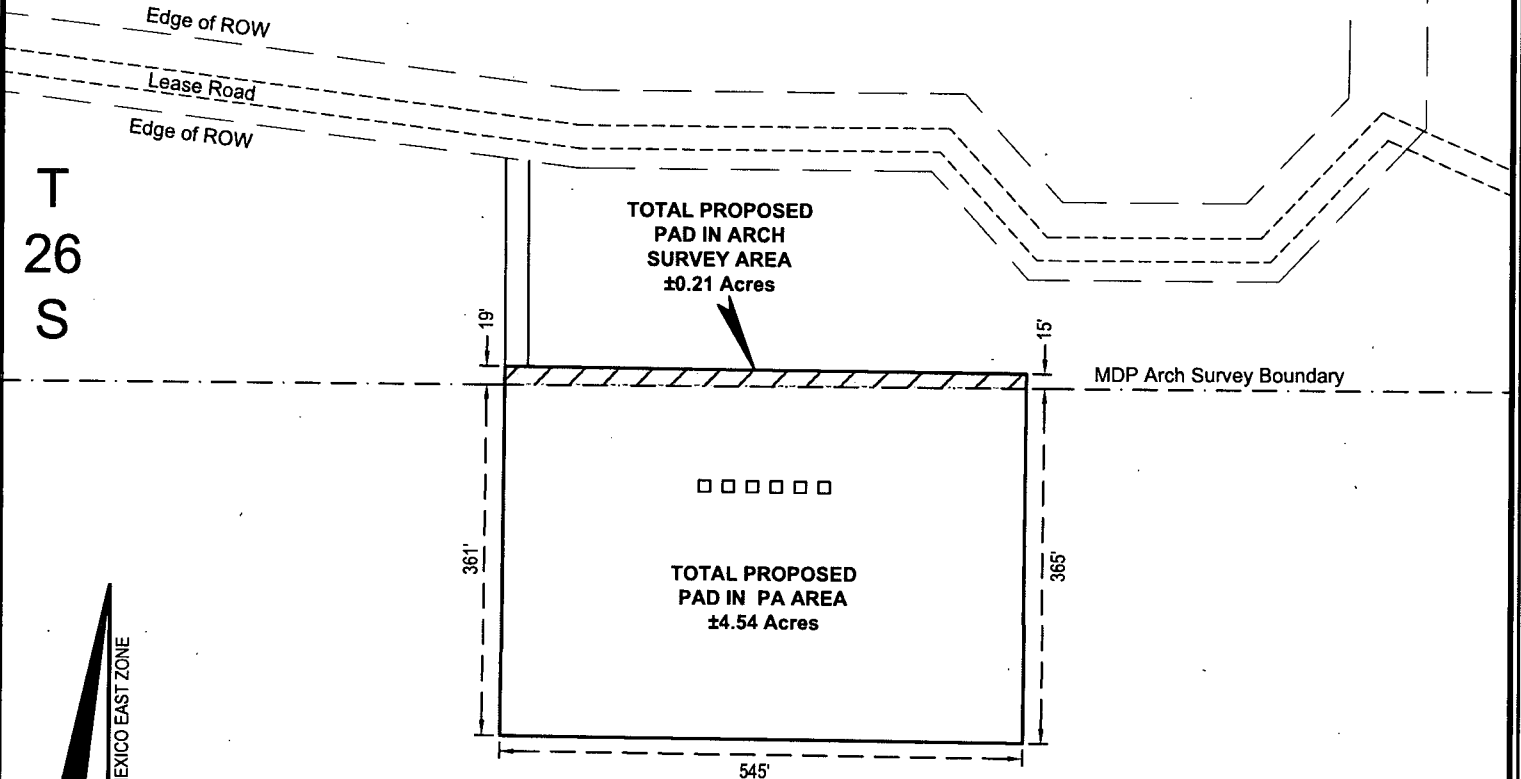 Edge of ROW
Lease Road
Edge of ROW
T
26
S
TOTAL PROPOSED
PAD IN ARCH
SURVEY AREA
±0.21 Acres
19'
15'
MDP Arch Survey Boundary
361'
365'
TOTAL PROPOSED
PAD IN PA AREA
±4.54 Acres
EXICO EAST ZONE
545'